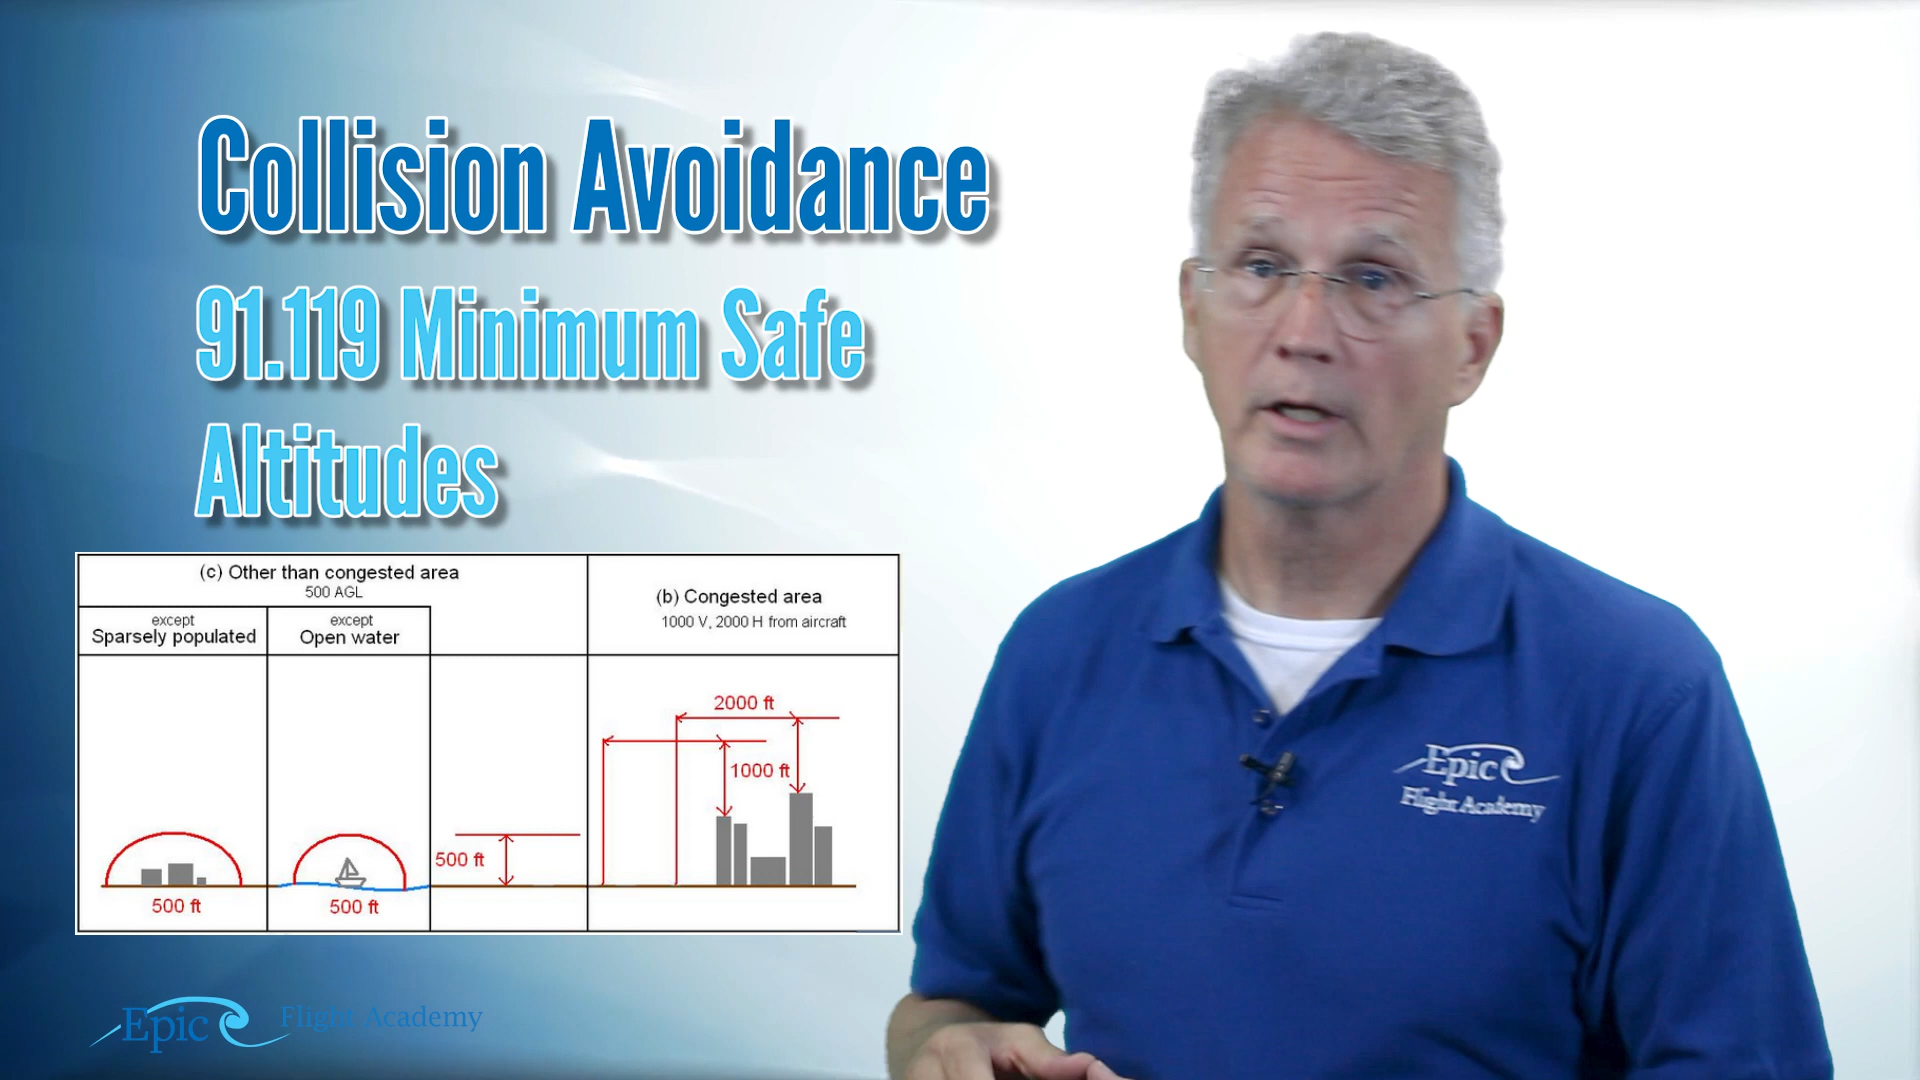 Collision Avoidance
91.119 Minimum Safe
Altitudes
(c) Other than congested area
500 AGL
except
Sparsely populated
except
Open water
(b) Congested area
1000 V, 2000 H from aircraft
2000 ft
1000 ft
500 ft
500 ft
500 ft
Epic Flight Academy
Epic
Flight Academy